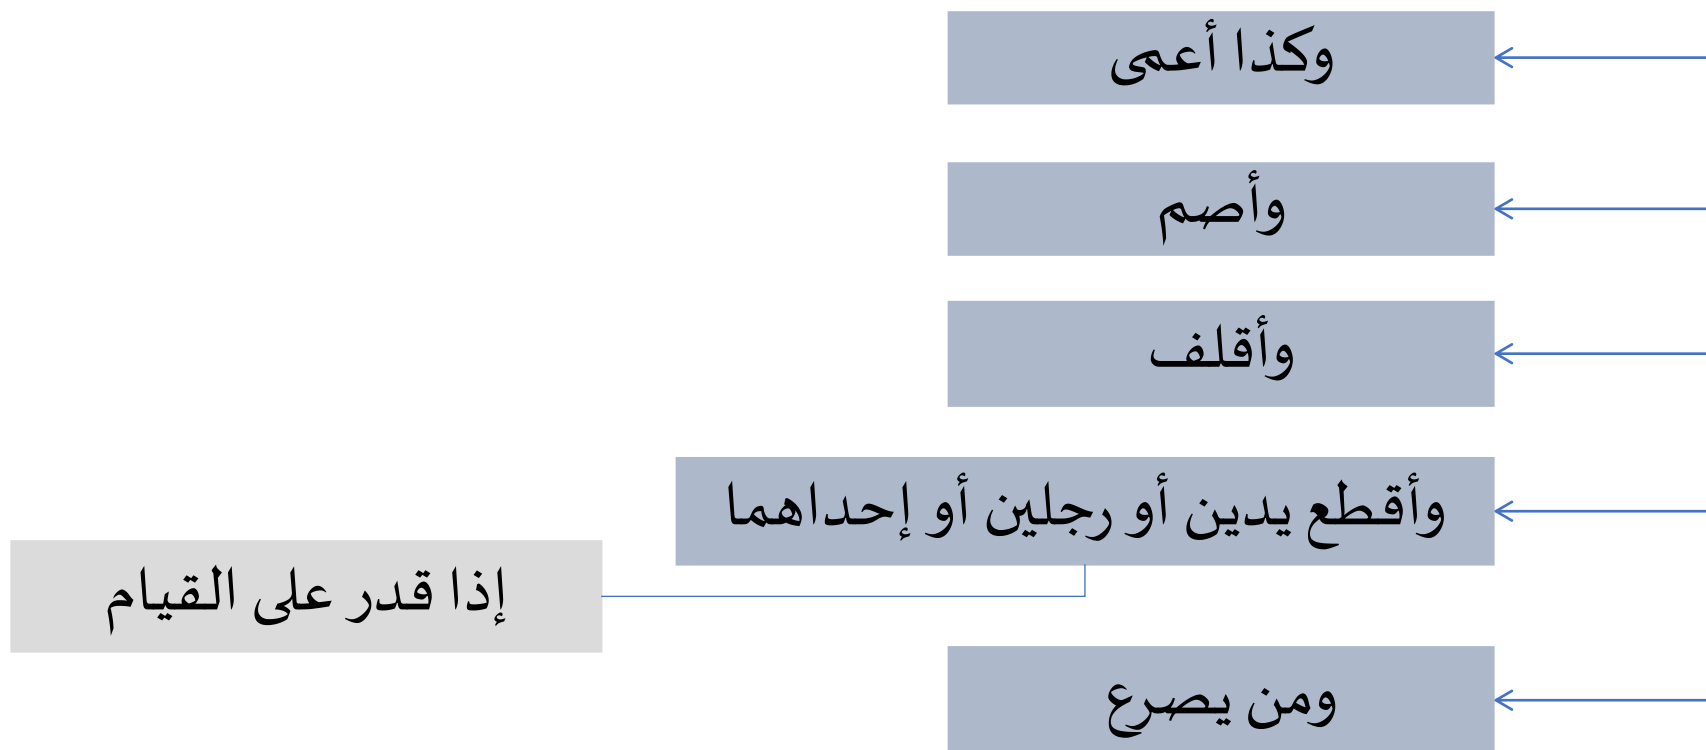 وكذا أعمى
وأصم
وأقلف
وأقطع يدين أو رجلين أو إحداهما
إذا قدر على القيام
ومن يصرع